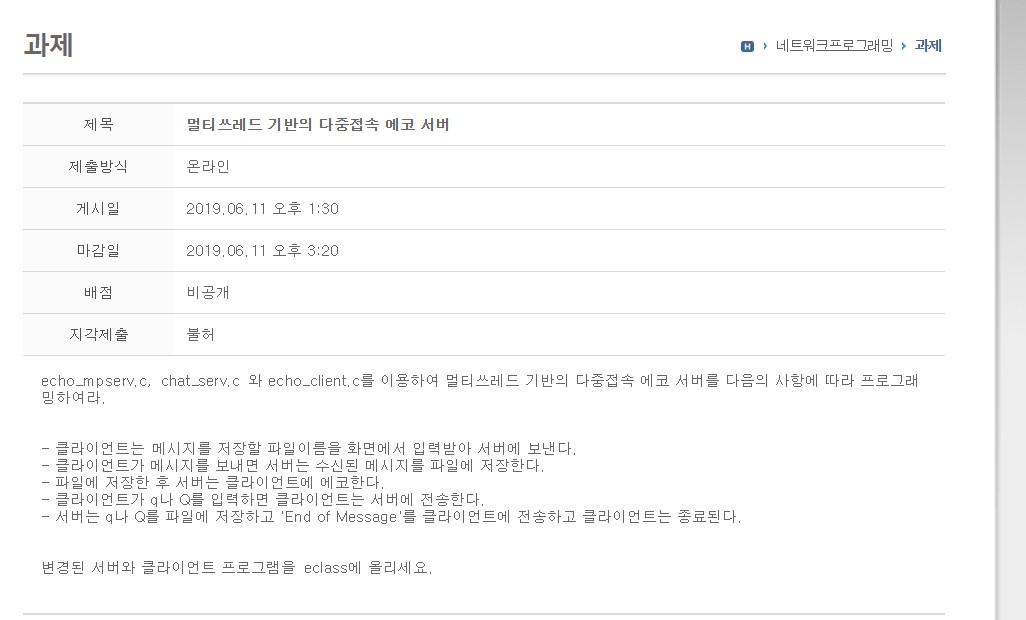 과제
H › 네트워크프로그래밍 › 과제
제목 멀티쓰레드 기반의 다중접속 에코 서버
제출방식 온라인
게시일 2019.06.11 오후 1:30
마감일 2019.06.11 오후 3:20
배점 비공개
지각제출 불허
echo_mpserv.c, chat_serv.c 와 echo_client.c를 이용하여 멀티쓰레드 기반의 다중접속 에코 서버를 다음의 사항에 따라 프로그래
밍하여라.
- 클라이언트는 메시지를 저장할 파일이름을 화면에서 입력받아 서버에 보낸다.
- 클라이언트가 메시지를 보내면 서버는 수신된 메시지를 파일에 저장한다.
- 파일에 저장한 후 서버는 클라이언트에 에코한다.
- 클라이언트가 q나 Q를 입력하면 클라이언트는 서버에 전송한다.
- 서버는 q나 Q를 파일에 저장하고 'End of Message'를 클라이언트에 전송하고 클라이언트는 종료된다.
변경된 서버와 클라이언트 프로그램을 eclass에 올리세요.